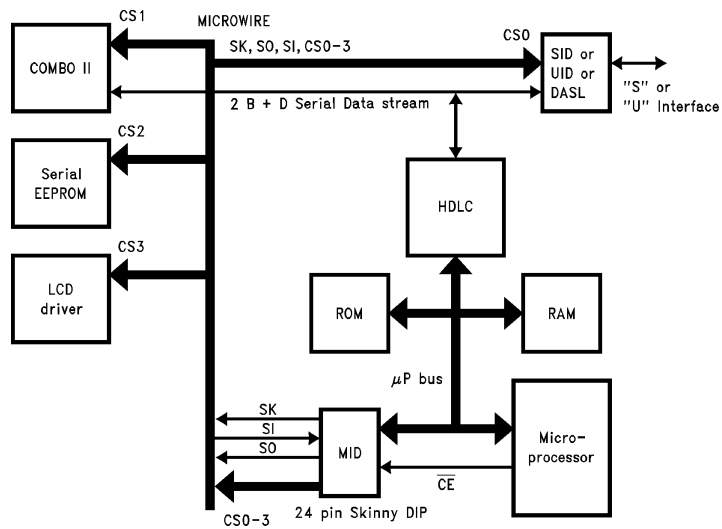 CS1
MICROWIRE
SK, SO, SI, CS0-3
CS0
COMBO II
SID or
UID or
DASL
"S" or
"U" Interface
2 B + D Serial Data stream
CS2
Serial
EEPROM
HDLC
CS3
LCD
driver
ROM
RAM
μP bus
SK
SI
SO
MID
Micro-
processor
C̅E̅
CS0-3
24 pin Skinny DIP